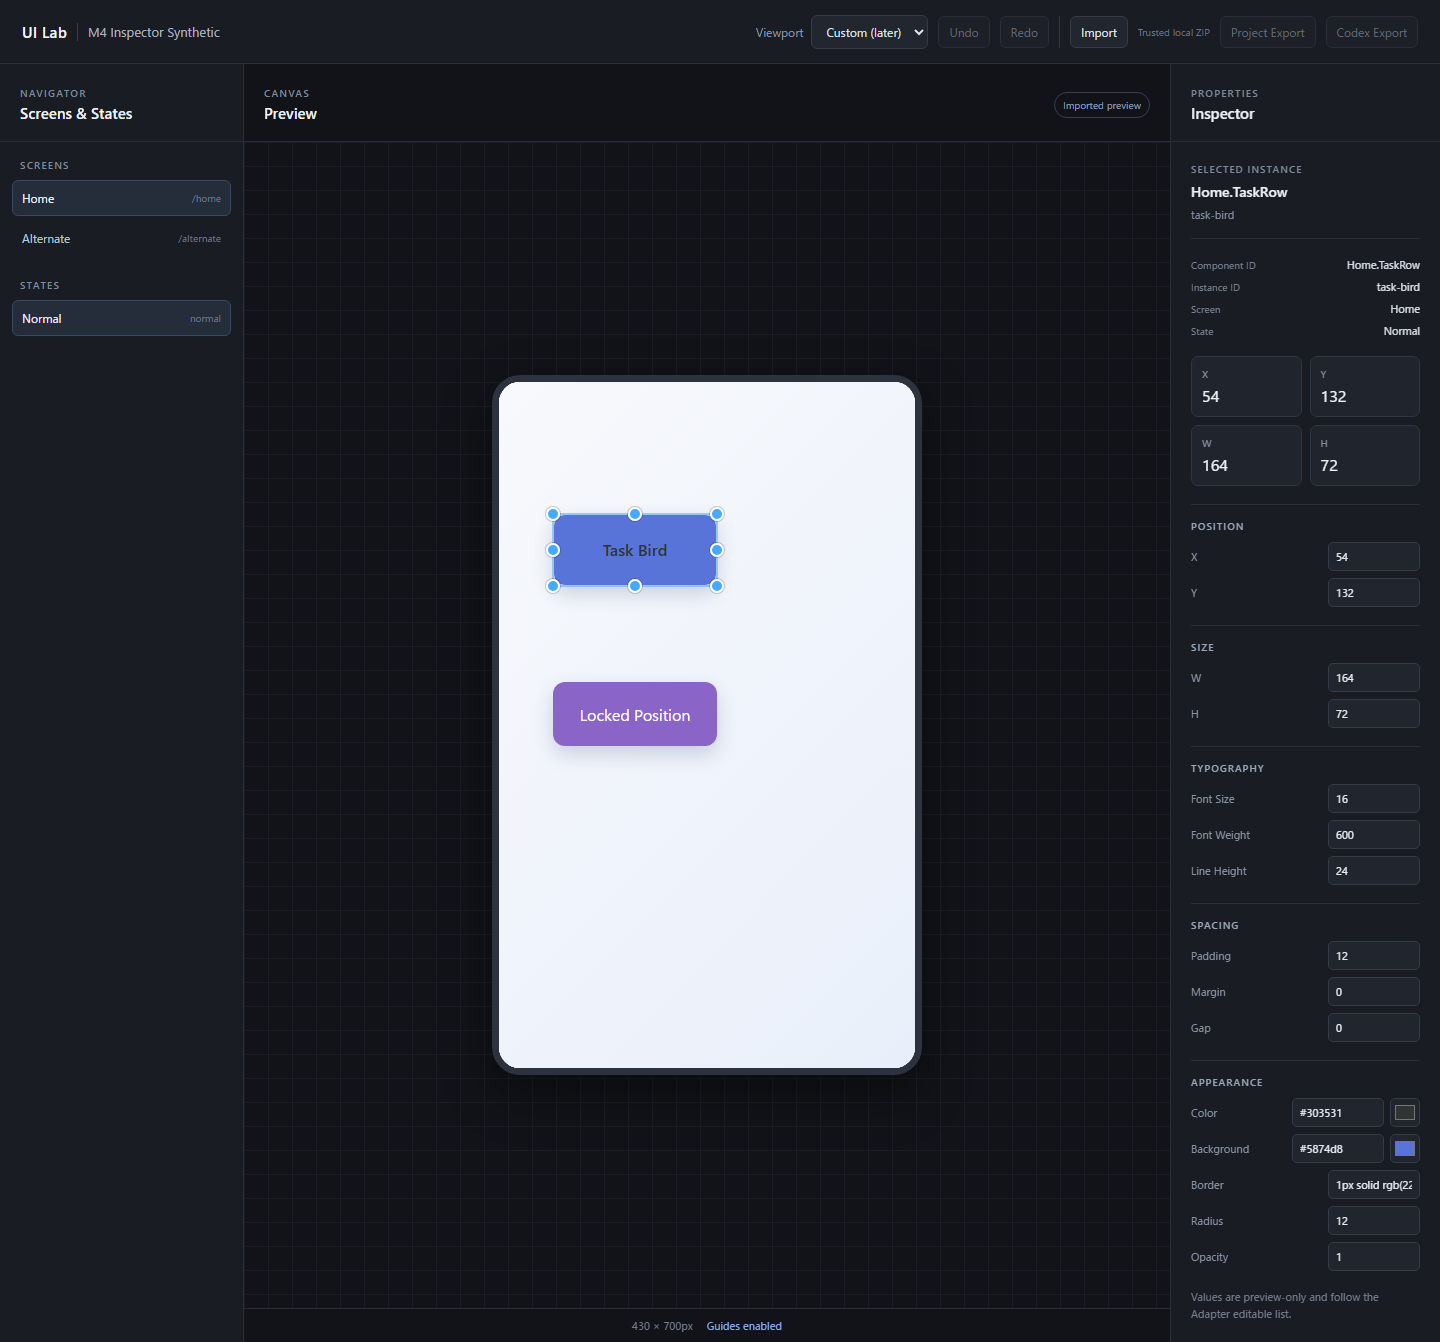 UI Lab
M4 Inspector Synthetic
Viewport
Custom (later)
Undo
Redo
Import
Trusted local ZIP
Project Export
Codex Export
NAVIGATOR
Screens & States
SCREENS
Home
/home
Alternate
/alternate
STATES
Normal
normal
CANVAS
Preview
Imported preview
Task Bird
Locked Position
430 × 700px
Guides enabled
PROPERTIES
Inspector
SELECTED INSTANCE
Home.TaskRow
task-bird
Component ID
Home.TaskRow
Instance ID
task-bird
Screen
Home
State
Normal
X
54
Y
132
W
164
H
72
POSITION
X
54
Y
132
SIZE
W
164
H
72
TYPOGRAPHY
Font Size
16
Font Weight
600
Line Height
24
SPACING
Padding
12
Margin
0
Gap
0
APPEARANCE
Color
#303531
Background
#5874d8
Border
1px solid rgb(22
Radius
12
Opacity
1
Values are preview-only and follow the
Adapter editable list.